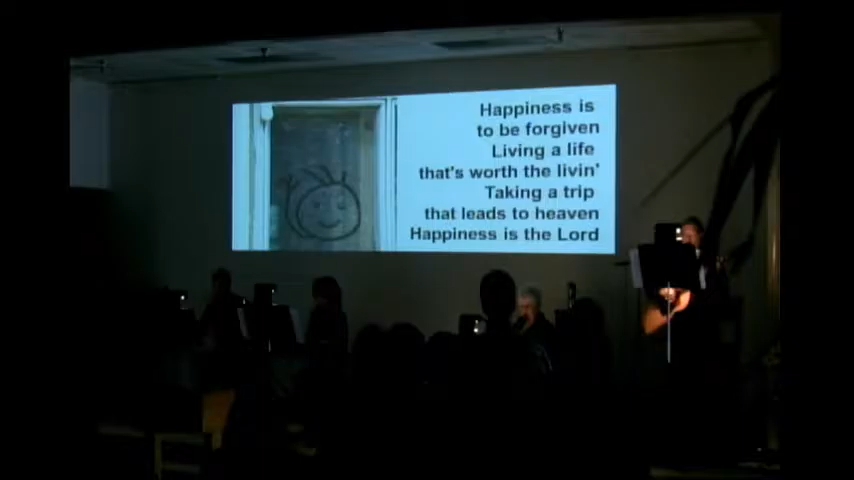 Happiness is
to be forgiven
Living a life
that's worth the livin'
Taking a trip
that leads to heaven
Happiness is the Lord